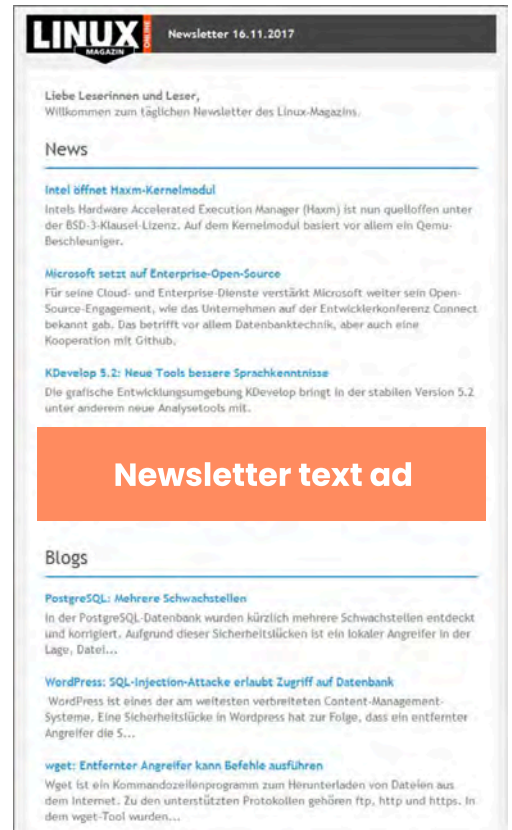 LINUX
MAGAZIN
ONLINE
Newsletter 16.11.2017
Liebe Leserinnen und Leser,
Willkommen zum täglichen Newsletter des Linux-Magazins.
News
Intel öffnet Haxm-Kernelmodul
Intels Hardware Accelerated Execution Manager (Haxm) ist nun quelloffen unter
der BSD-3-Klausel-Lizenz. Auf dem Kernelmodul basiert vor allem ein Qemu-
Beschleuniger.
Microsoft setzt auf Enterprise-Open-Source
Für seine Cloud- und Enterprise-Dienste verstärkt Microsoft weiter sein Open-
Source-Engagement, wie das Unternehmen auf der Entwicklerkonferenz Connect
bekannt gab. Das betrifft vor allem Datenbanktechnik, aber auch eine
Kooperation mit Github.
KDevelop 5.2: Neue Tools bessere Sprachkenntnisse
Die grafische Entwicklungsumgebung KDevelop bringt in der stabilen Version 5.2
unter anderem neue Analysetools mit.
Newsletter text ad
Blogs
PostgreSQL: Mehrere Schwachstellen
In der PostgreSQL-Datenbank wurden kürzlich mehrere Schwachstellen entdeckt
und korrigiert. Aufgrund dieser Sicherheitslücken ist ein lokaler Angreifer in der
Lage, Datei...
WordPress: SQL-Injection-Attacke erlaubt Zugriff auf Datenbank
WordPress ist eines der am weitesten verbreiteten Content-Management-
Systeme. Eine Sicherheitslücke in Wordpress hat zur Folge, dass ein entfernter
Angreifer die S...
wget: Entfernter Angreifer kann Befehle ausführen
Wget ist ein Kommandozeilenprogramm zum Herunterladen von Dateien aus
dem Internet. Zu den unterstützten Protokollen gehören ftp, http und https. In
dem wget-Tool wurden...